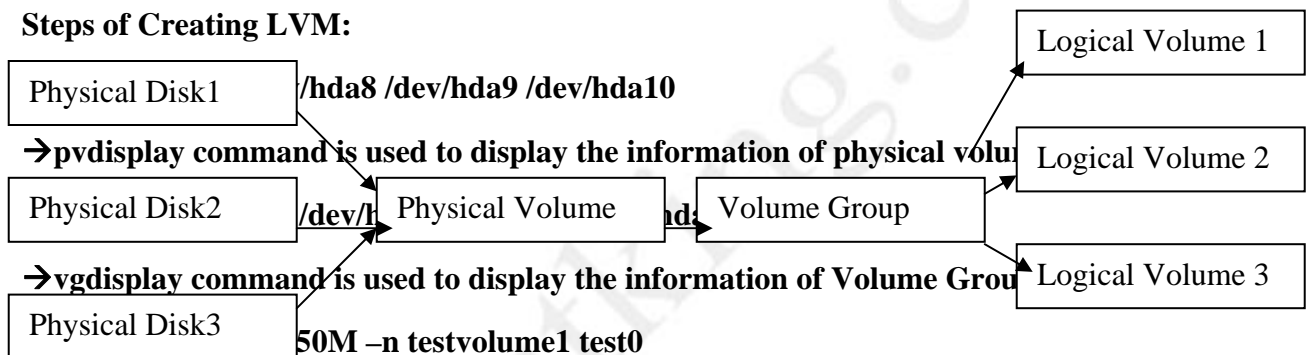 Steps of Creating LVM:
Logical Volume 1
Physical Disk1
/hda8 /dev/hda9 /dev/hda10
→pvdisplay command is used to display the information of physical
Logical Volume 2
Physical Disk2
/dev/
Physical Volume
Volume Group
→vgdisplay command is used to display the information of Volume
Logical Volume 3
Physical Disk3
50M –n testvolume1 test0